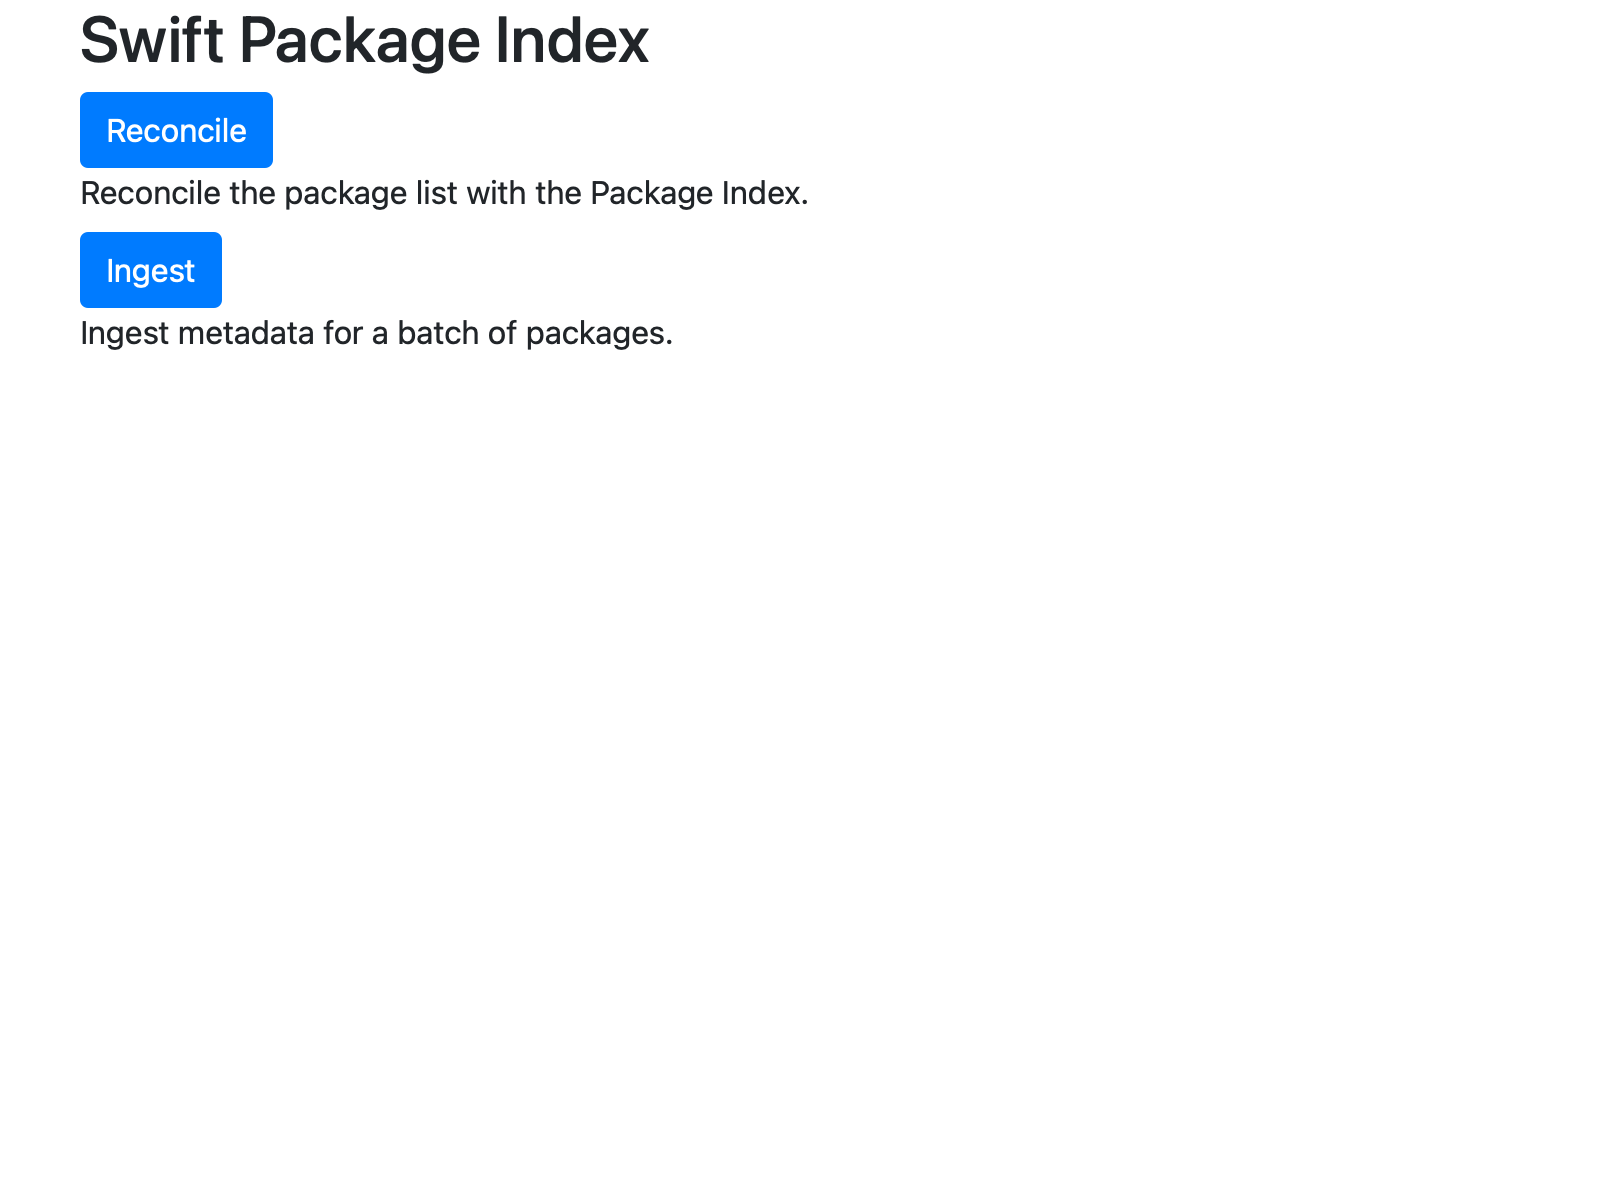 Swift Package Index
Reconcile
Reconcile the package list with the Package Index.
Ingest
Ingest metadata for a batch of packages.